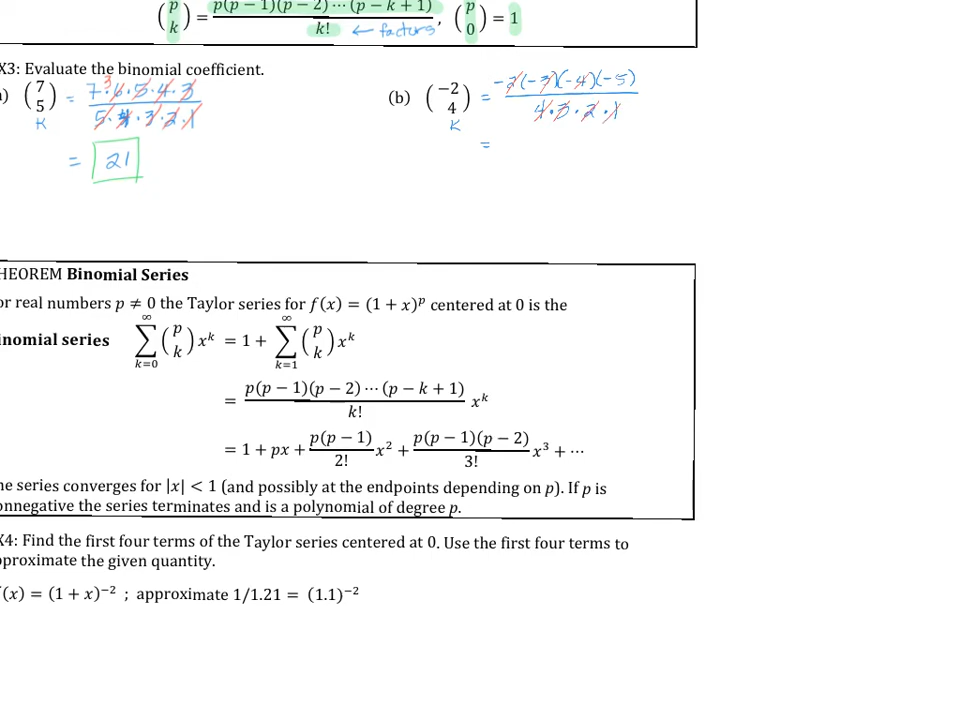 (p k) = p(p − 1)(p − 2) ⋯ (p − k + 1) / k! ← factors, (p 0) = 1
X3: Evaluate the binomial coefficient.
) (7 5) = 7·6·5·4·3 / 5·4·3·2·1
3
K
= 21
(b) (−2 4) = −2(−3)(−4)(−5) / 4·3·2·1
K
=
HEOREM Binomial Series
or real numbers p ≠ 0 the Taylor series for f(x) = (1 + x)^p centered at 0 is the
inomial series ∑_{k=0}^{∞} (p k) x^k = 1 + ∑_{k=1}^{∞} (p k) x^k
= p(p − 1)(p − 2) ⋯ (p − k + 1) / k! x^k
= 1 + px + p(p − 1) / 2! x² + p(p − 1)(p − 2) / 3! x³ + ⋯
he series converges for |x| < 1 (and possibly at the endpoints depending on p). If p is
onnegative the series terminates and is a polynomial of degree p.
X4: Find the first four terms of the Taylor series centered at 0. Use the first four terms to
pproximate the given quantity.
(x) = (1 + x)⁻² ; approximate 1/1.21 = (1.1)⁻²